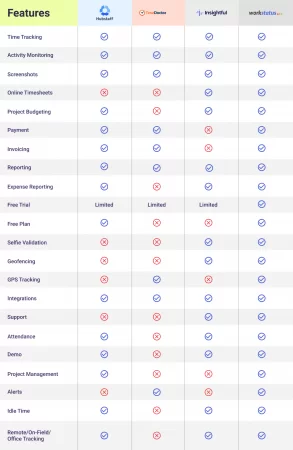 Features
Hubstaff
TimeDoctor
Insightful
workstatus
Time Tracking
Activity Monitoring
Screenshots
Online Timesheets
Project Budgeting
Payment
Invoicing
Reporting
Expense Reporting
Free Trial Limited Limited Limited
Free Plan
Selfie Validation
Geofencing
GPS Tracking
Integrations
Support
Attendance
Demo
Project Management
Alerts
Idle Time
Remote/On-Field/
Office Tracking